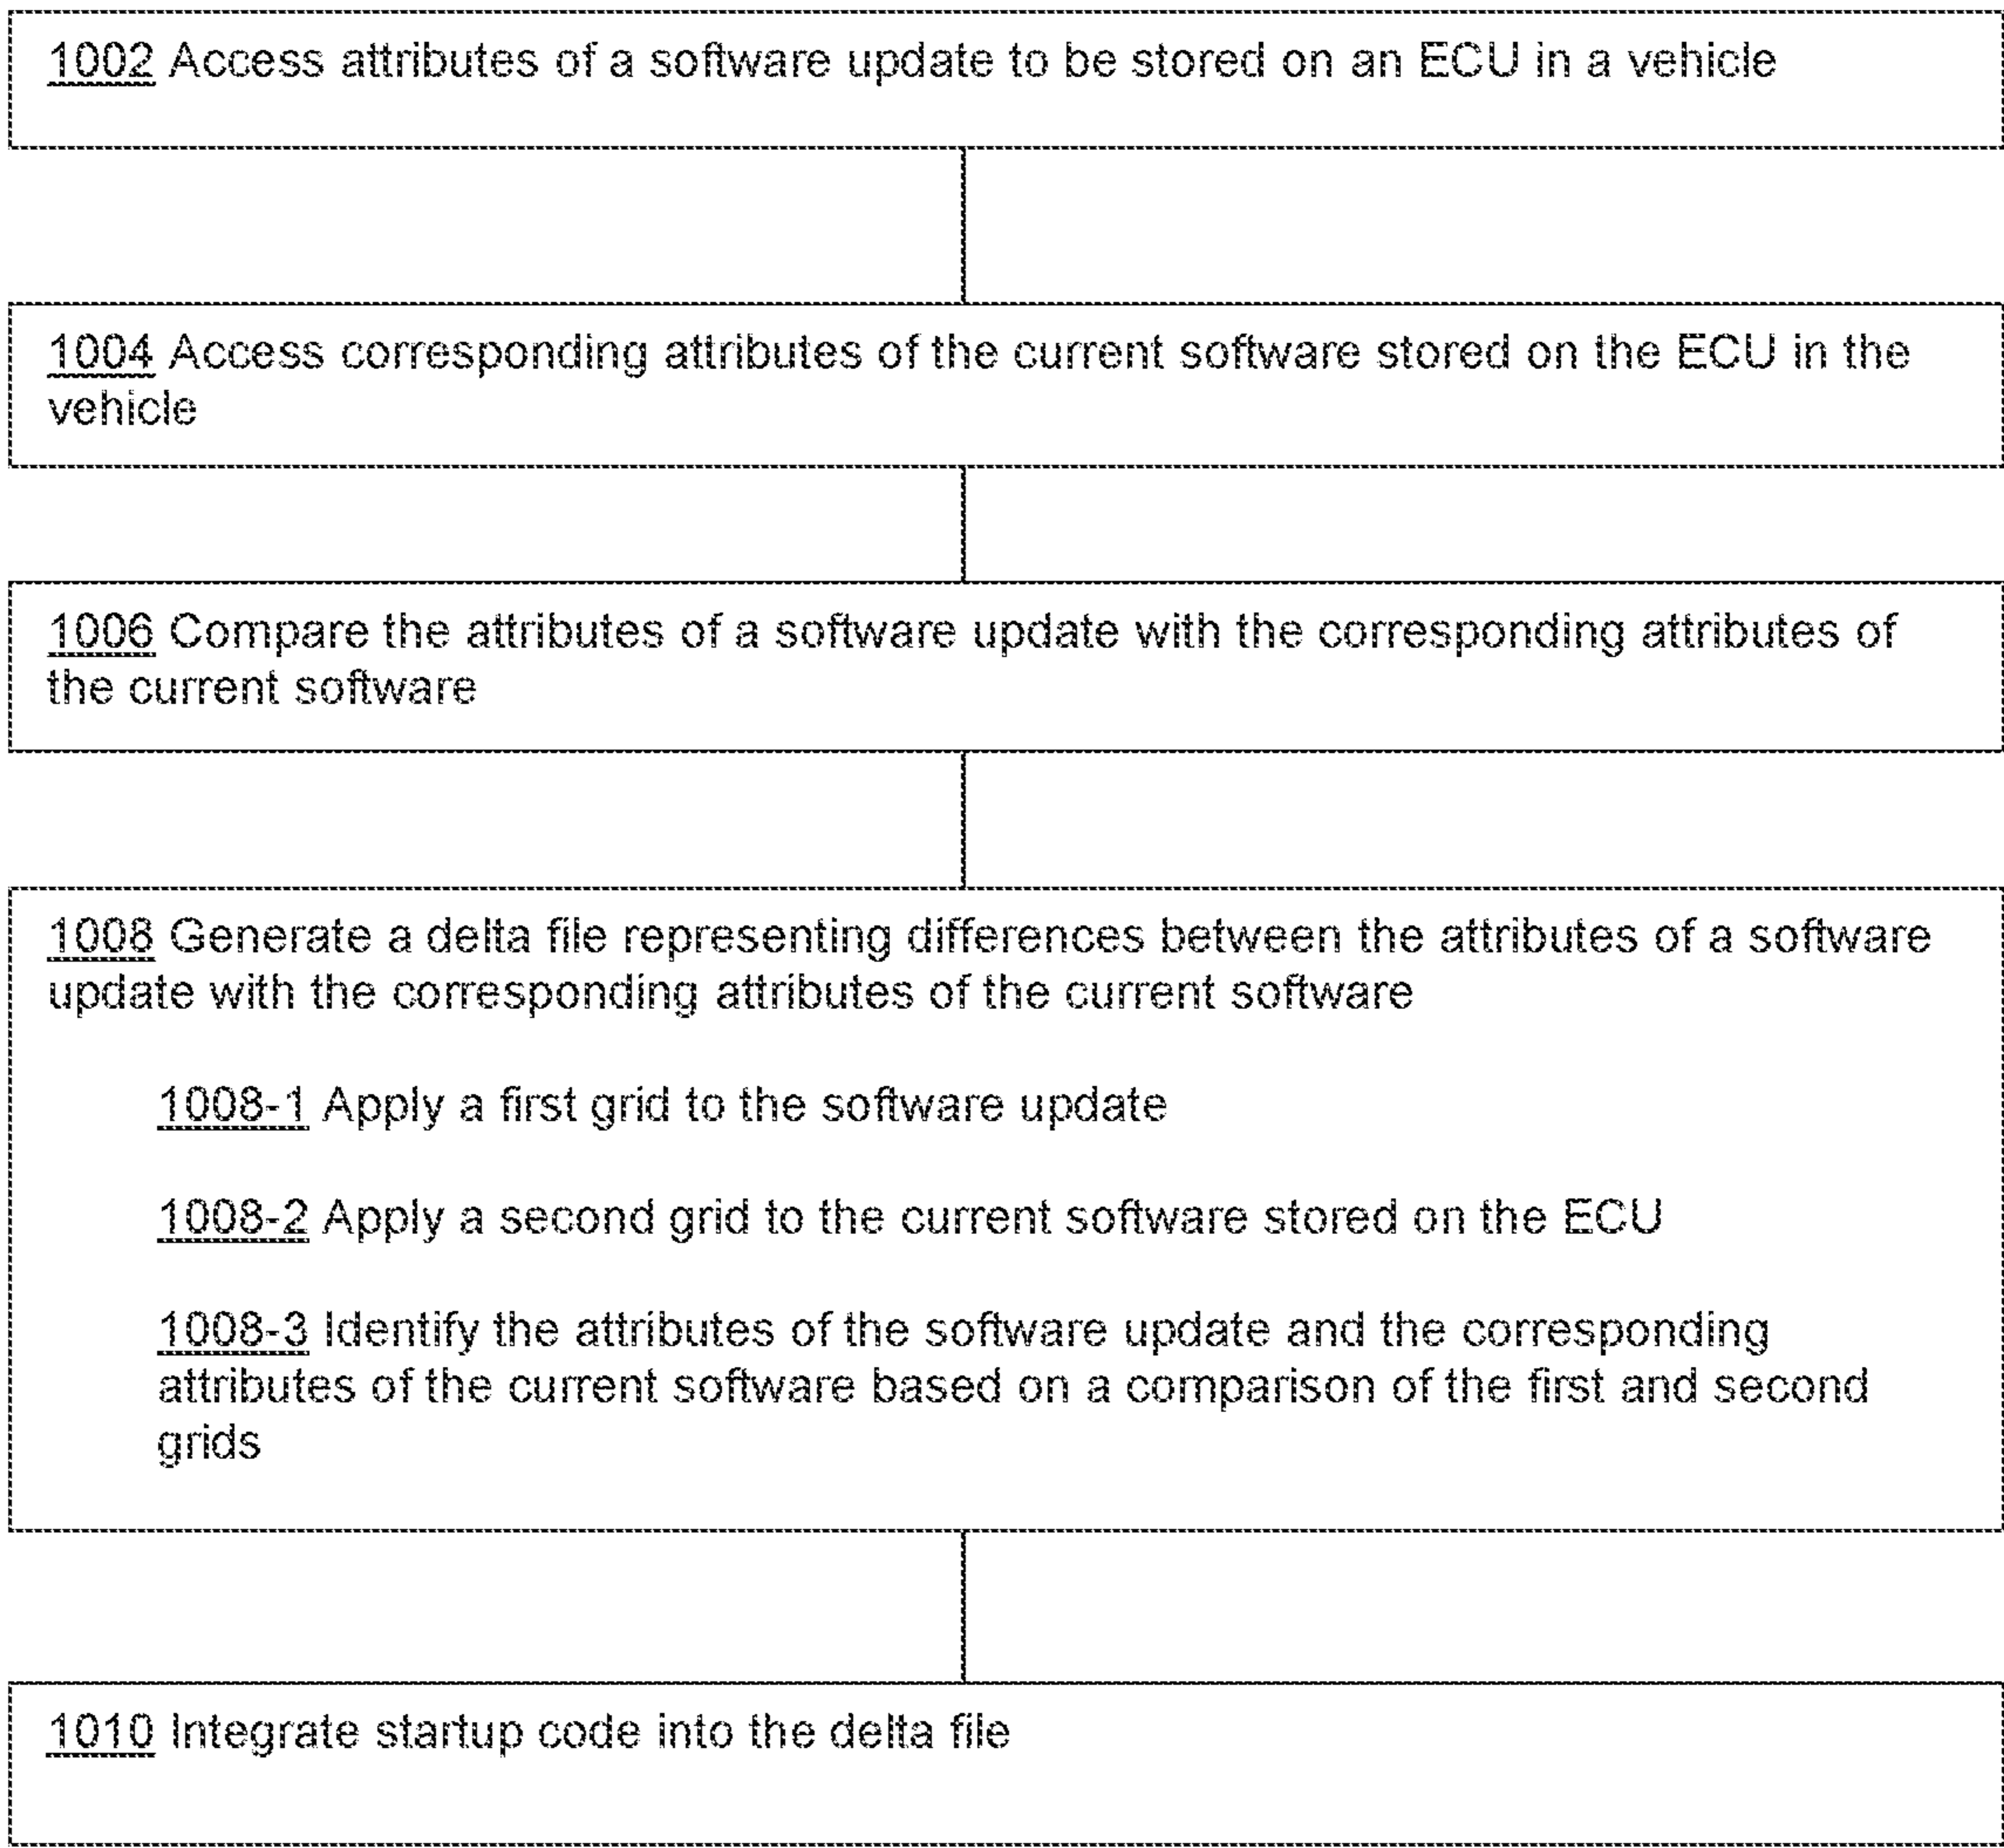 1002 Access attributes of a software update to be stored on an ECU in a vehicle
1004 Access corresponding attributes of the current software stored on the ECU in the
vehicle
1006 Compare the attributes of a software update with the corresponding attributes of
the current software
1008 Generate a delta file representing differences between the attributes of a software
update with the corresponding attributes of the current software
1008-1 Apply a first grid to the software update
1008-2 Apply a second grid to the current software stored on the ECU
1008-3 Identify the attributes of the software update and the corresponding
attributes of the current software based on a comparison of the first and second
grids
1010 Integrate startup code into the delta file